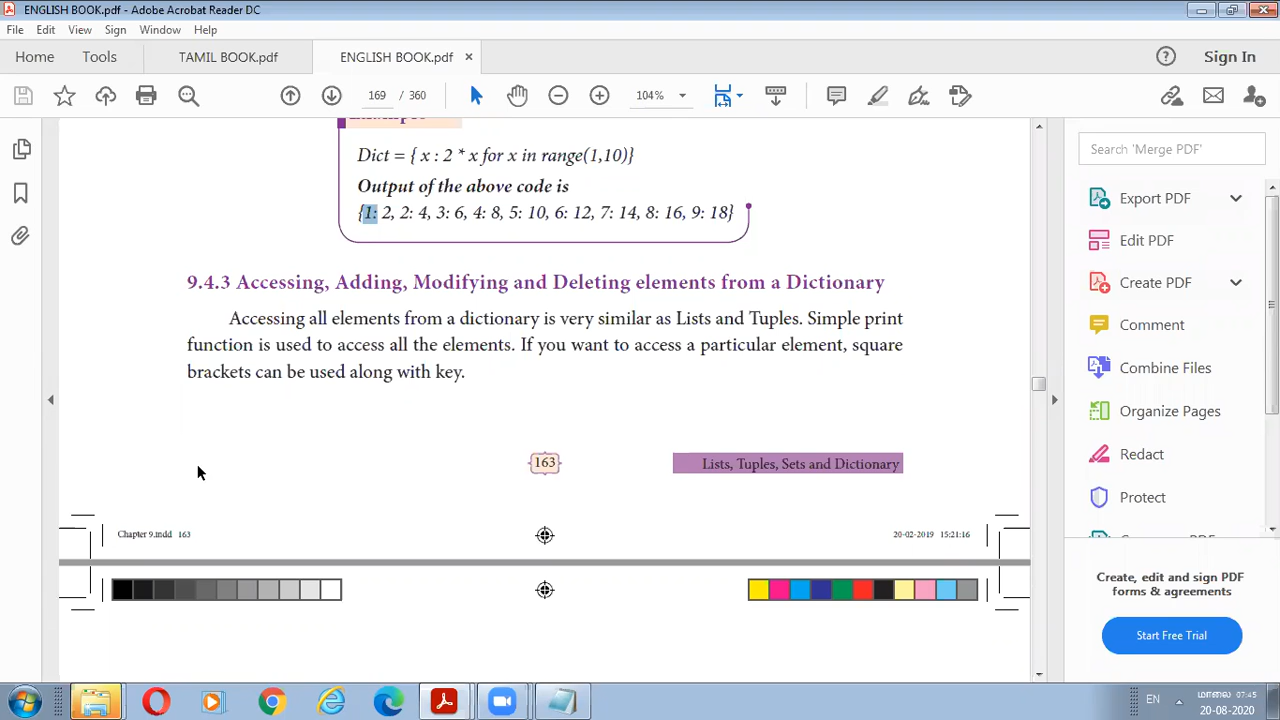 ENGLISH BOOK.pdf - Adobe Acrobat Reader DC
File Edit View Sign Window Help
Home Tools TAMIL BOOK.pdf ENGLISH BOOK.pdf × Sign In
169 / 360 104%
Dict = { x : 2 * x for x in range(1,10)}
Output of the above code is
{1: 2, 2: 4, 3: 6, 4: 8, 5: 10, 6: 12, 7: 14, 8: 16, 9: 18}
9.4.3 Accessing, Adding, Modifying and Deleting elements from a Dictionary
Accessing all elements from a dictionary is very similar as Lists and Tuples. Simple print
function is used to access all the elements. If you want to access a particular element, square
brackets can be used along with key.
163
Lists, Tuples, Sets and Dictionary
Chapter 9.indd 163
20-02-2019 15:21:16
Search 'Merge PDF'
Export PDF
Edit PDF
Create PDF
Comment
Combine Files
Organize Pages
Redact
Protect
Create, edit and sign PDF
forms & agreements
Start Free Trial
EN
07:45
20-08-2020